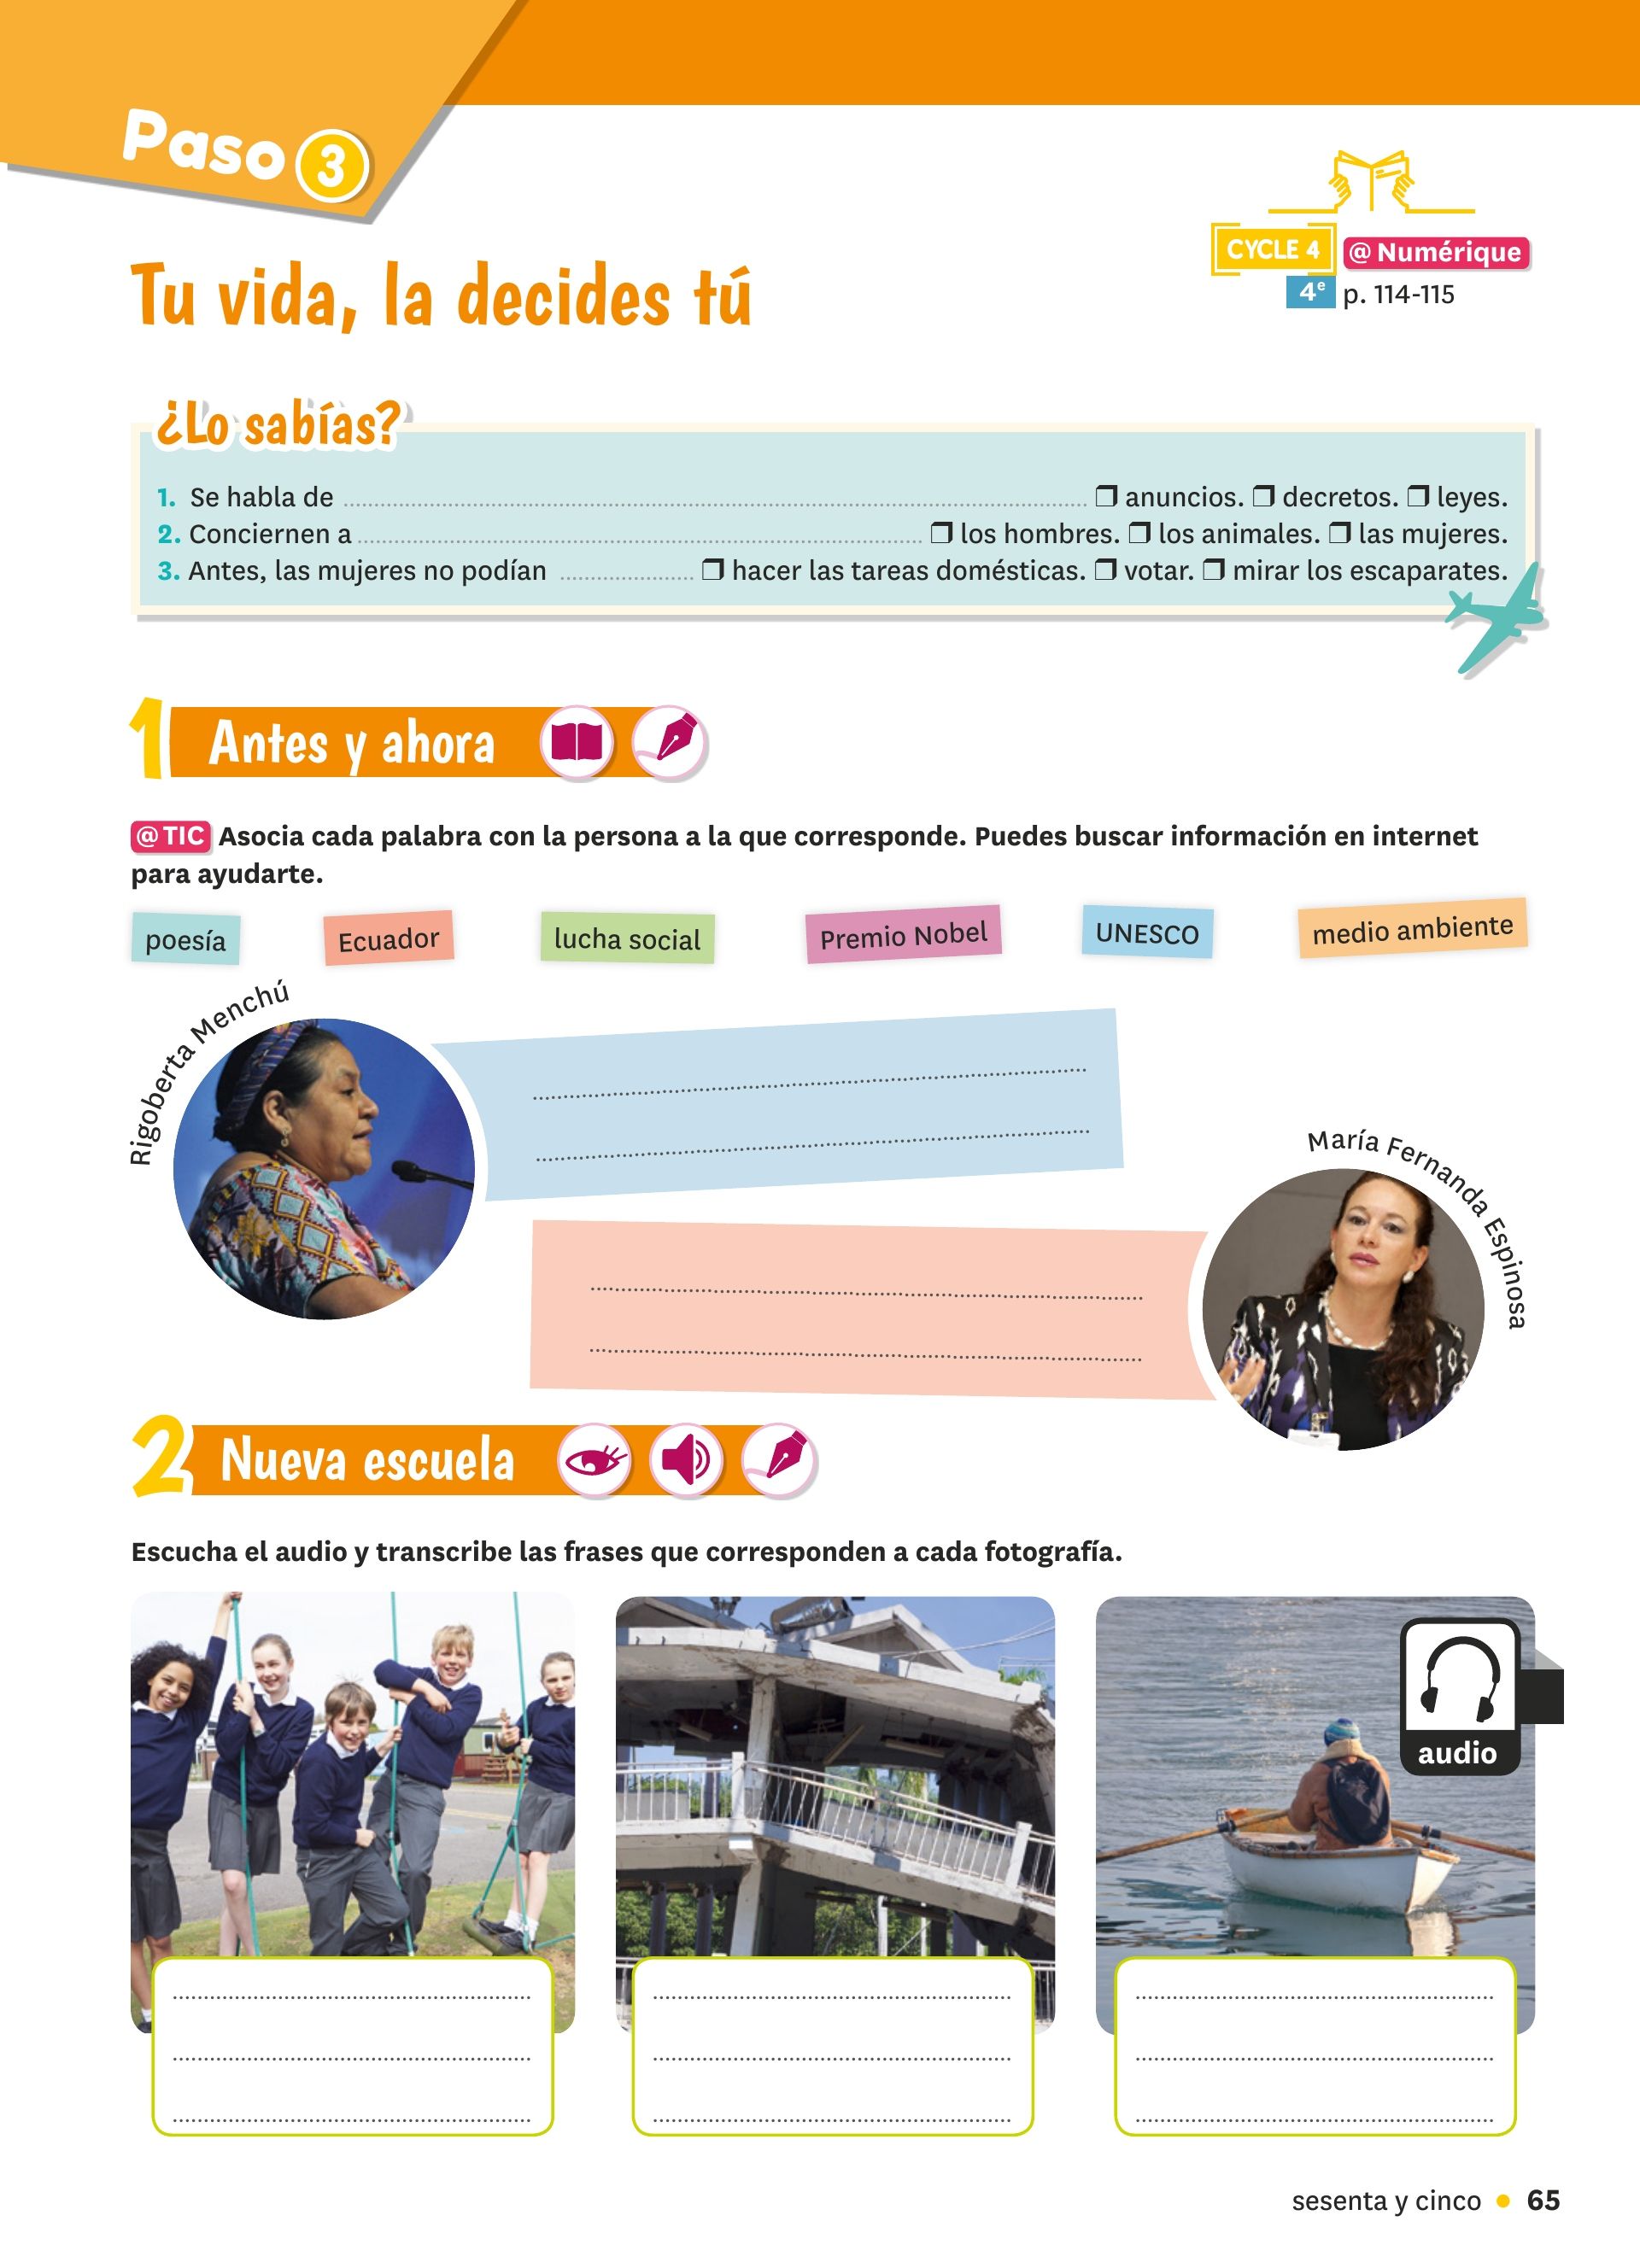 Paso 3
CYCLE 4 @ Numérique
4e p. 114-115
Tu vida, la decides tú
¿Lo sabías?
1. Se habla de ........ ❒ anuncios. ❒ decretos. ❒ leyes.
2. Conciernen a ........ ❒ los hombres. ❒ los animales. ❒ las mujeres.
3. Antes, las mujeres no podían ........ ❒ hacer las tareas domésticas. ❒ votar. ❒ mirar los escaparates.
1 Antes y ahora
@ TIC Asocia cada palabra con la persona a la que corresponde. Puedes buscar información en internet
para ayudarte.
poesía Ecuador lucha social Premio Nobel UNESCO medio ambiente
Rigoberta Menchú
María Fernanda Espinosa
2 Nueva escuela
Escucha el audio y transcribe las frases que corresponden a cada fotografía.
audio
sesenta y cinco • 65